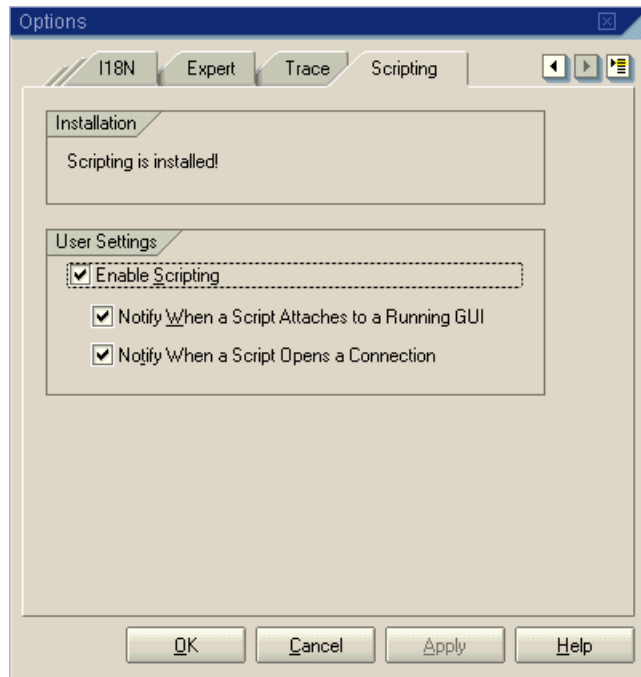 Options
I18N
Expert
Trace
Scripting
Installation
Scripting is installed!
User Settings
Enable Scripting
Notify When a Script Attaches to a Running GUI
Notify When a Script Opens a Connection
OK
Cancel
Apply
Help